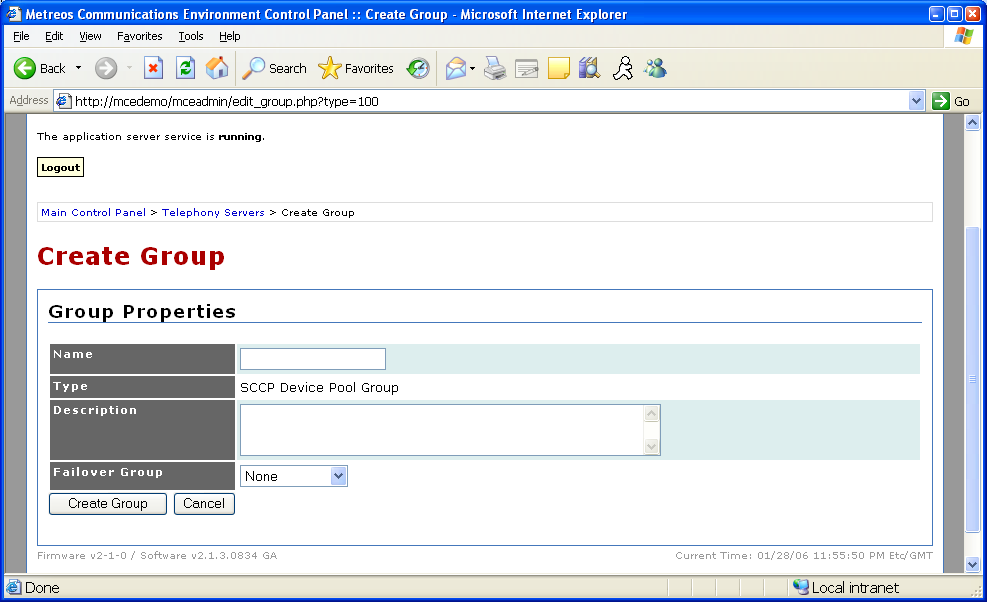 Metreos Communications Environment Control Panel :: Create Group - Microsoft Internet Explorer
File Edit View Favorites Tools Help
Back Search Favorites
Address http://mcedemo/mceadmin/edit_group.php?type=100 Go
The application server service is running.
Logout
Main Control Panel > Telephony Servers > Create Group
Create Group
Group Properties
Name
Type SCCP Device Pool Group
Description
Failover Group None
Create Group Cancel
Firmware v2-1-0 / Software v2.1.3.0834 GA Current Time: 01/28/06 11:55:50 PM Etc/GMT
Done Local intranet